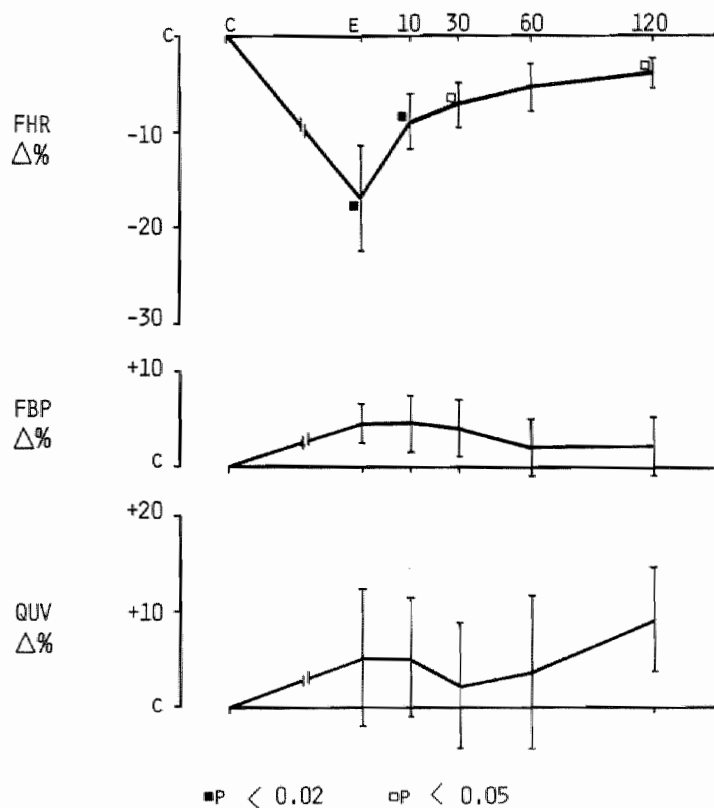 C E 10 30 60 120
C
FHR
△%
-10
-20
-30
+10
FBP
△%
C
+20
+10
QUV
△%
C
■P < 0.02 □P < 0.05